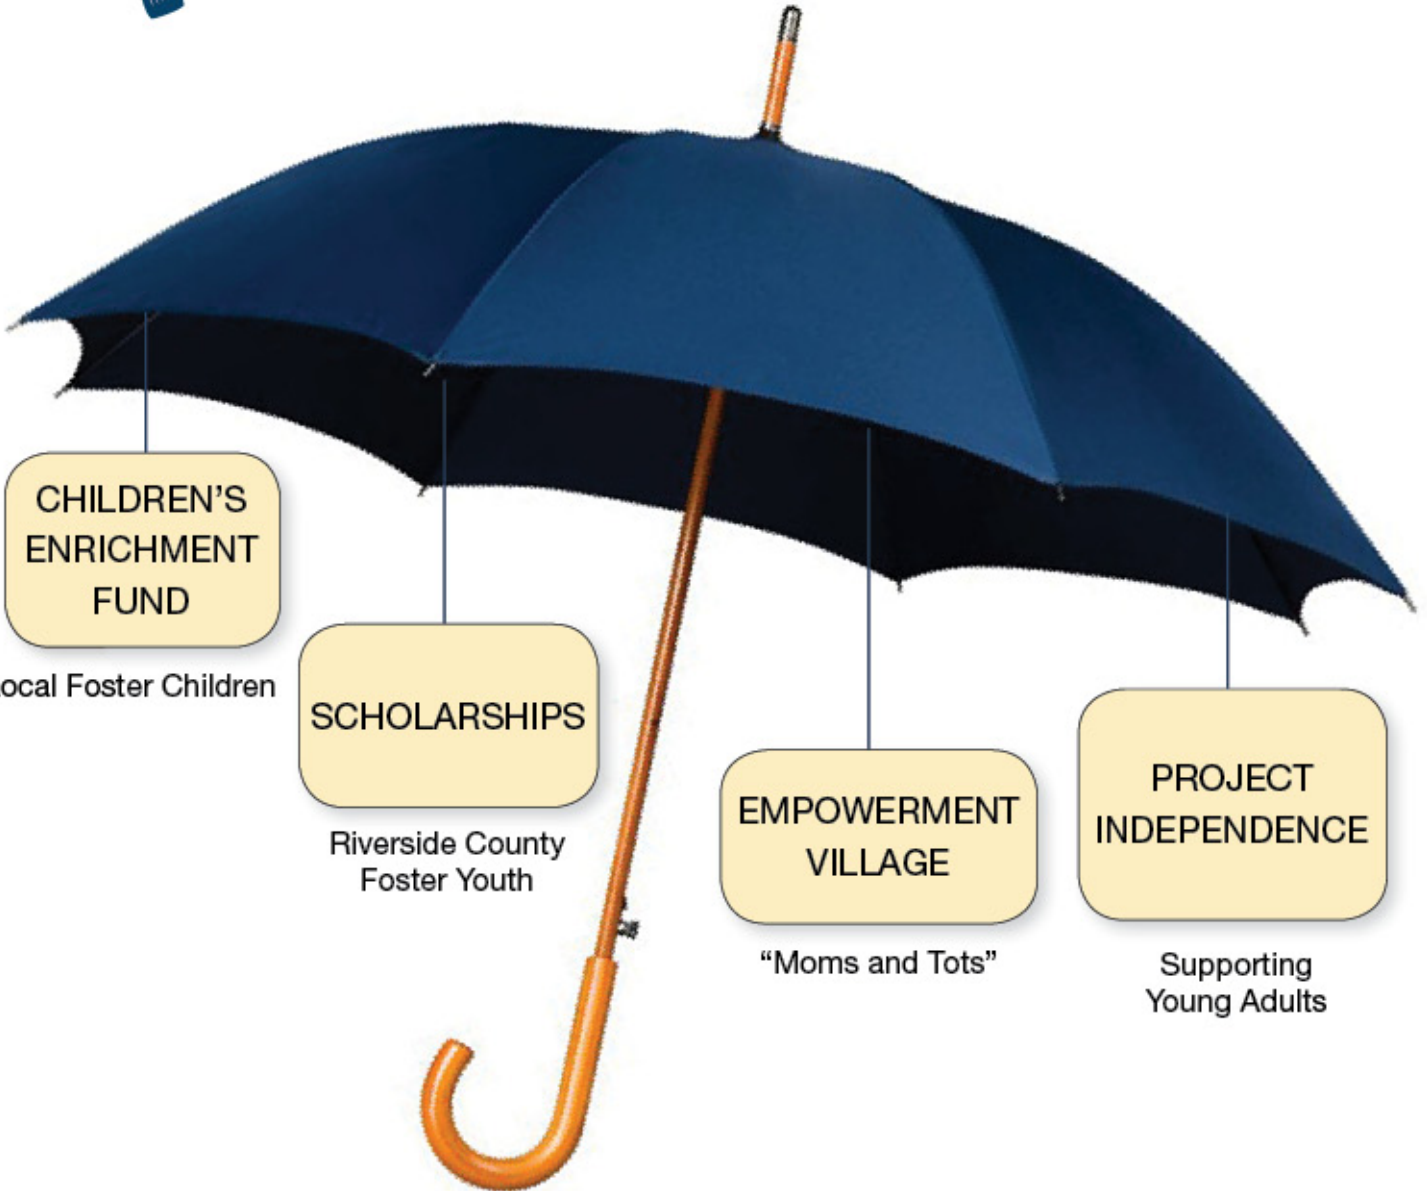 CHILDREN'S
ENRICHMENT
FUND
Foster Children
SCHOLARSHIPS
Riverside County
Foster Youth
EMPOWERMENT
VILLAGE
“Moms and Tots”
PROJECT
INDEPENDENCE
Supporting
Young Adults